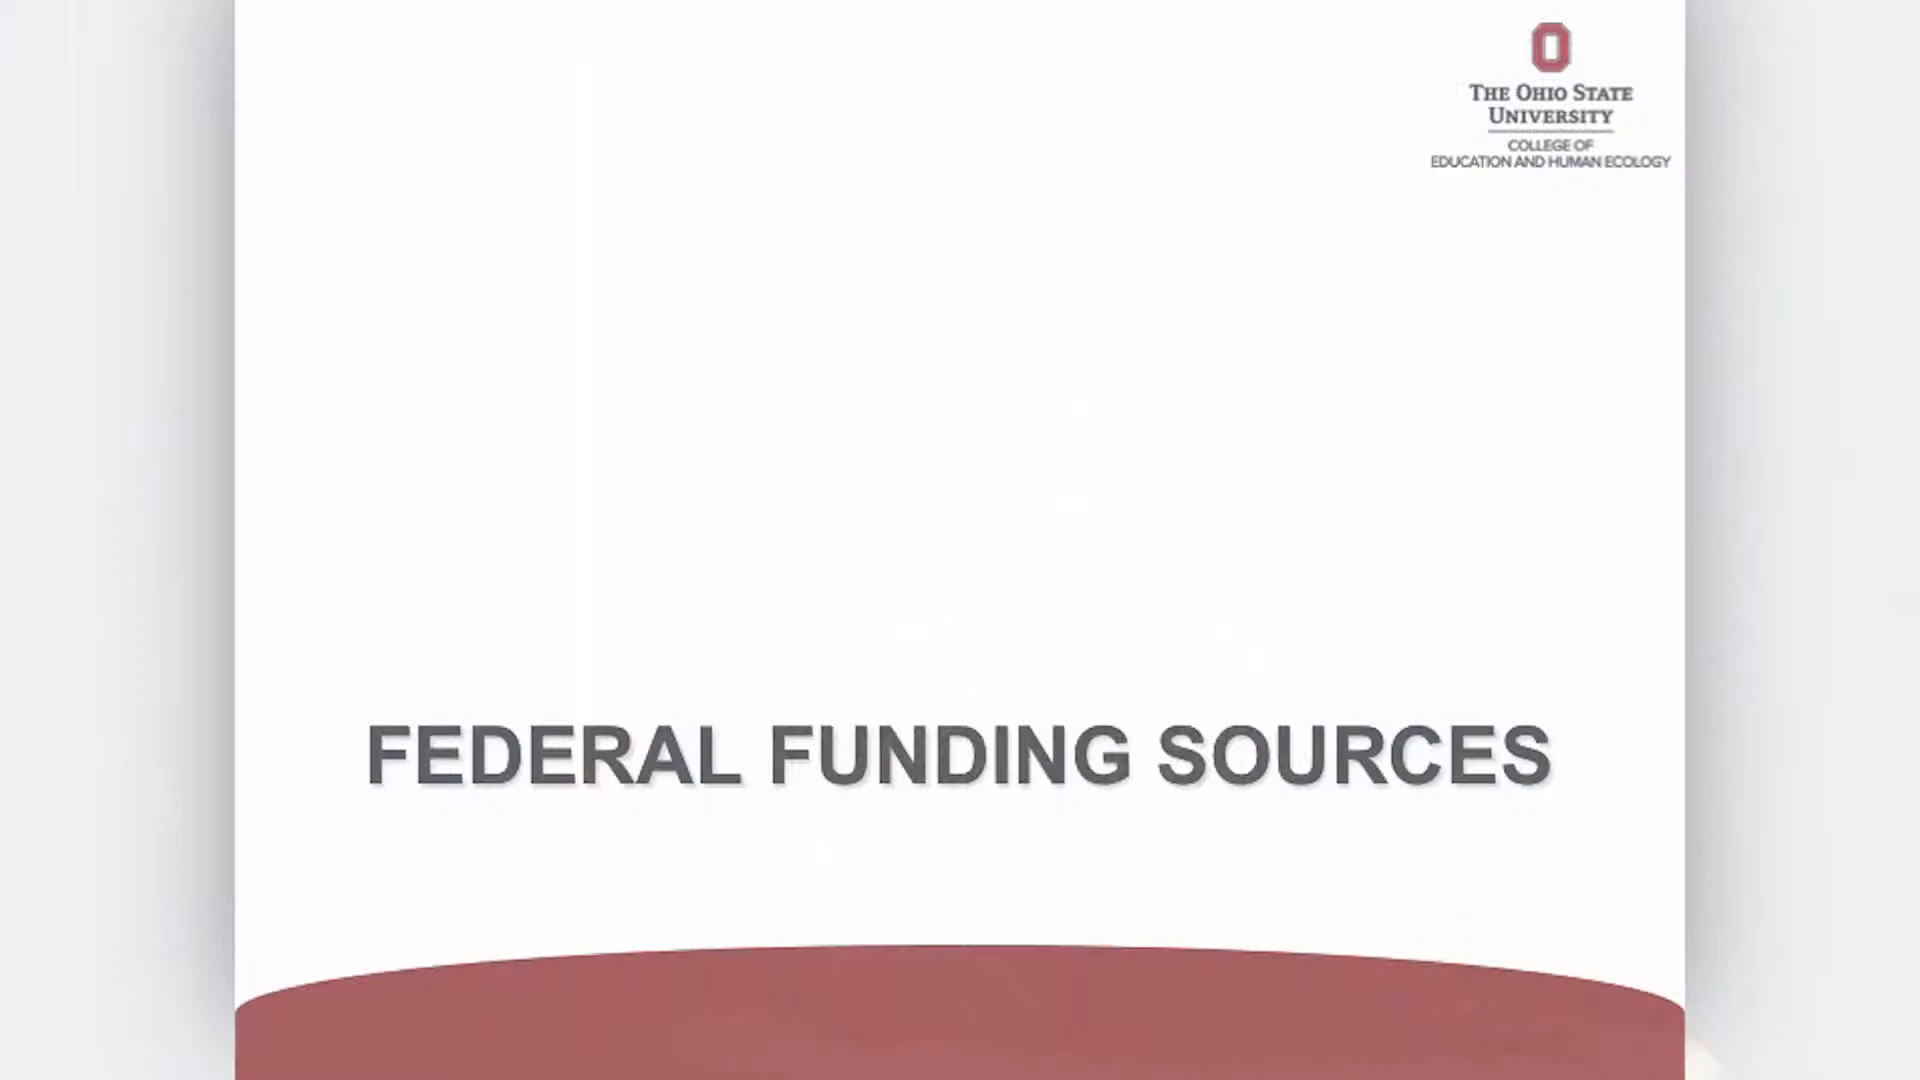 THE OHIO STATE
UNIVERSITY
COLLEGE OF
EDUCATION AND HUMAN ECOLOGY
FEDERAL FUNDING SOURCES